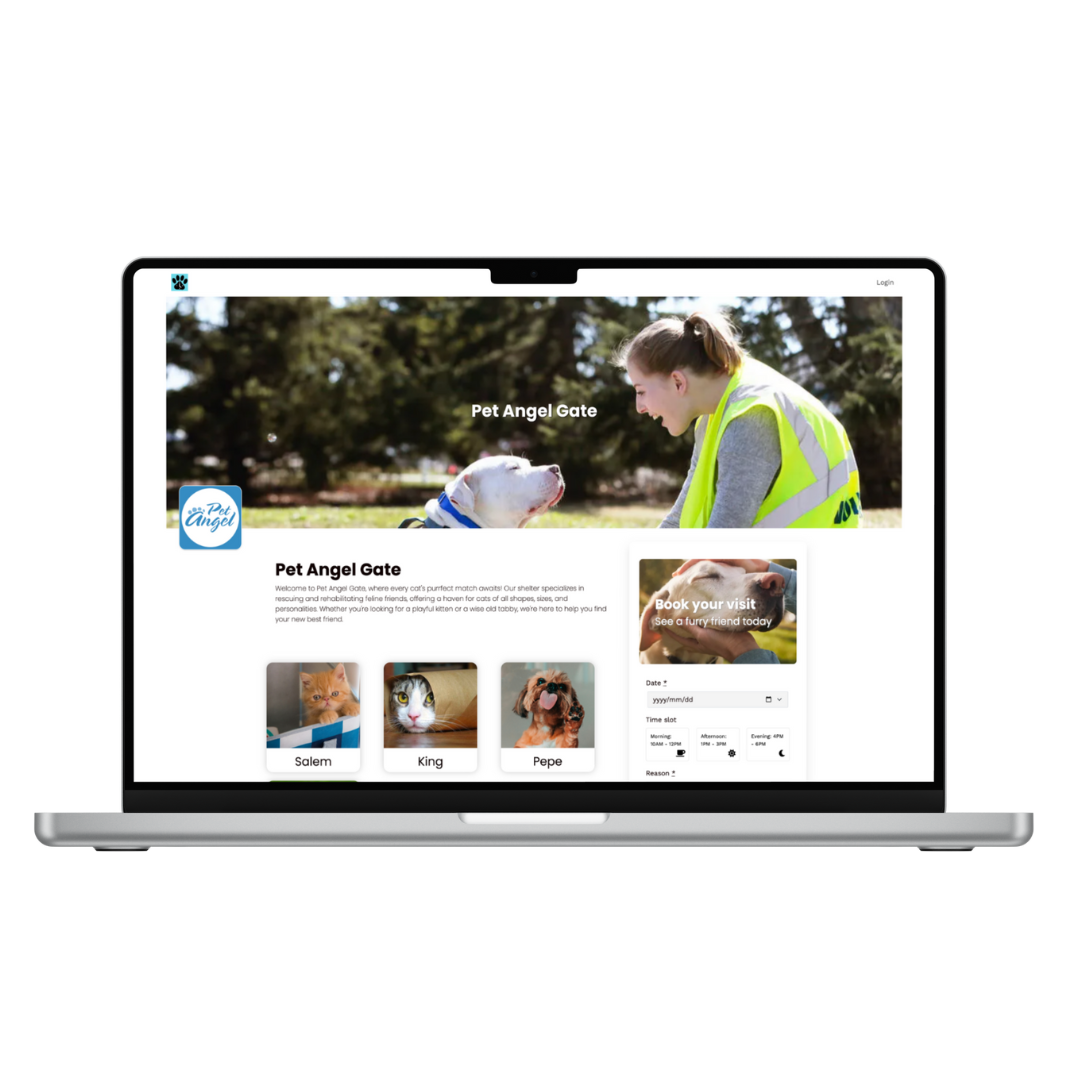 Login
Pet Angel Gate
Pet
Angel
Pet Angel Gate
Welcome to Pet Angel Gate, where every cat's purrfect match awaits! Our shelter specializes in
rescuing and rehabilitating feline friends, offering a haven for cats of all shapes, sizes, and
personalities. Whether you're looking for a playful kitten or a wise old tabby, we're here to help you find
your new best friend.
Salem
King
Pepe
Book your visit
See a furry friend today
Date *
yyyy/mm/dd
Time slot
Morning:
10AM - 12PM
Afternoon:
1PM - 3PM
Evening: 4PM
- 6PM
Reason *